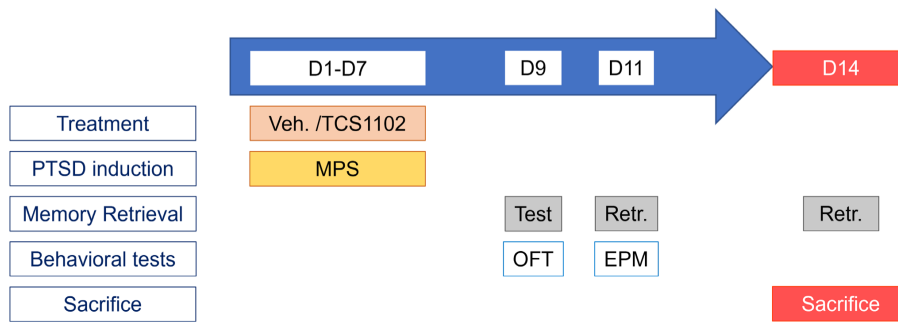 D1-D7 D9 D11 D14
Treatment Veh. /TCS1102
PTSD induction MPS
Memory Retrieval Test Retr. Retr.
Behavioral tests OFT EPM
Sacrifice Sacrifice